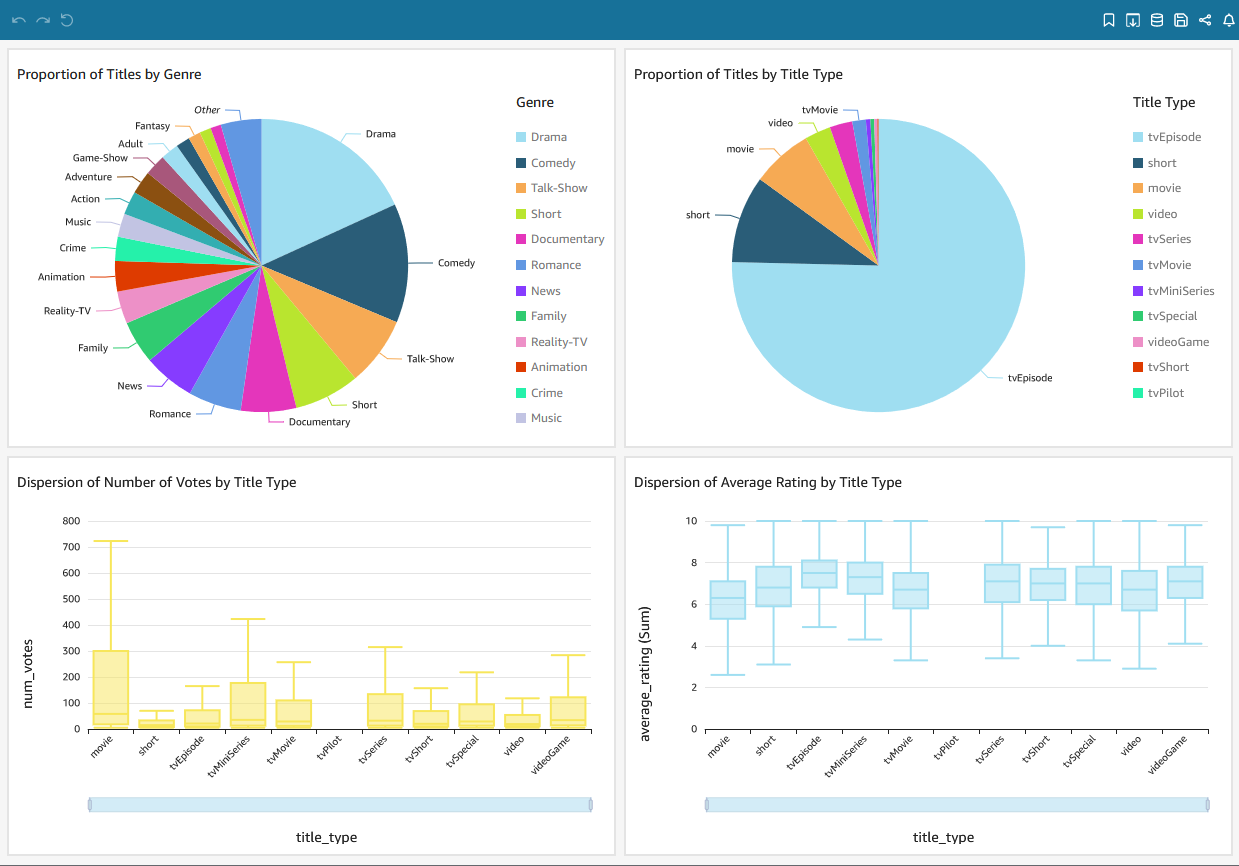 Proportion of Titles by Genre
Other
Fantasy
Adult
Game-Show
Adventure
Action
Music
Crime
Animation
Reality-TV
Family
News
Romance
Drama
Comedy
Talk-Show
Short
Documentary
Genre
Drama
Comedy
Talk-Show
Short
Documentary
Romance
News
Family
Reality-TV
Animation
Crime
Music
Proportion of Titles by Title Type
tvMovie
video
movie
short
tvEpisode
Title Type
tvEpisode
short
movie
video
tvSeries
tvMovie
tvMiniSeries
tvSpecial
videoGame
tvShort
tvPilot
Dispersion of Number of Votes by Title Type
num_votes
800
700
600
500
400
300
200
100
0
movie
short
tvEpisode
tvMiniSeries
tvMovie
tvPilot
tvSeries
tvShort
tvSpecial
video
videoGame
title_type
Dispersion of Average Rating by Title Type
average_rating (Sum)
10
8
6
4
2
0
movie
short
tvEpisode
tvMiniSeries
tvMovie
tvPilot
tvSeries
tvShort
tvSpecial
video
videoGame
title_type